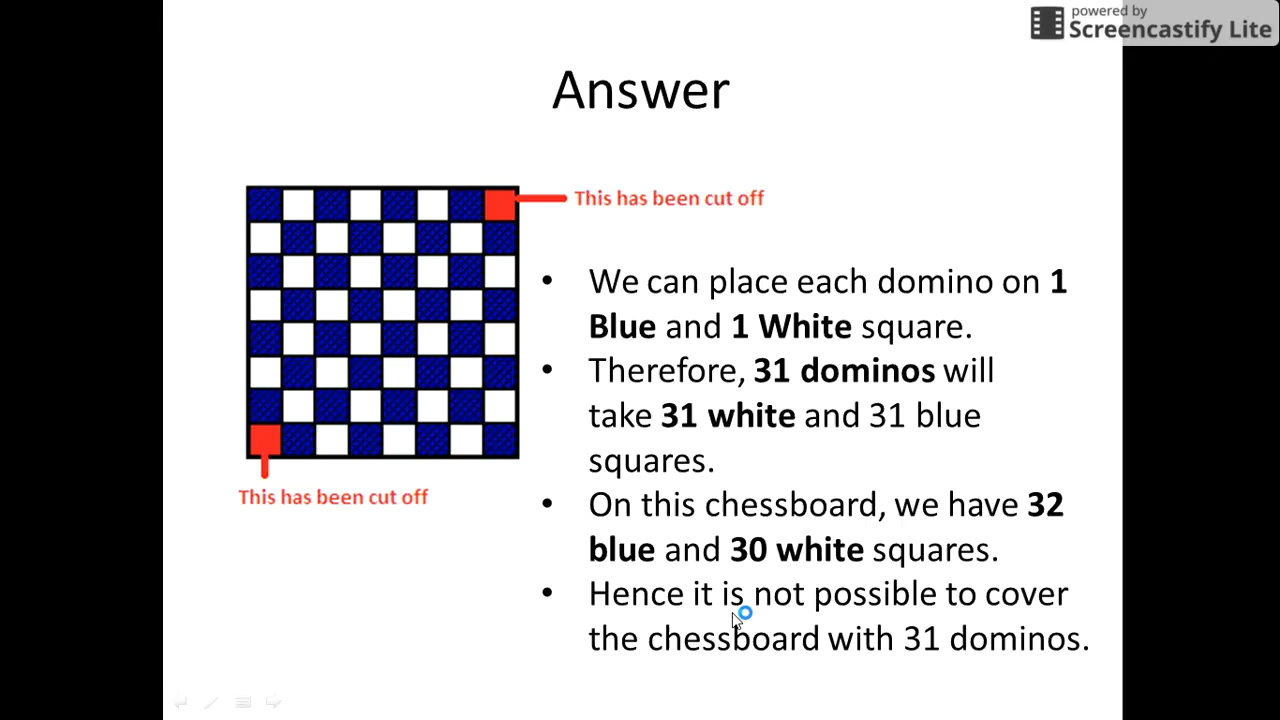 powered by
Screencastify Lite
Answer
This has been cut off
• We can place each domino on 1
Blue and 1 White square.
• Therefore, 31 dominos will
take 31 white and 31 blue
squares.
• On this chessboard, we have 32
blue and 30 white squares.
• Hence it is not possible to cover
the chessboard with 31 dominos.
This has been cut off